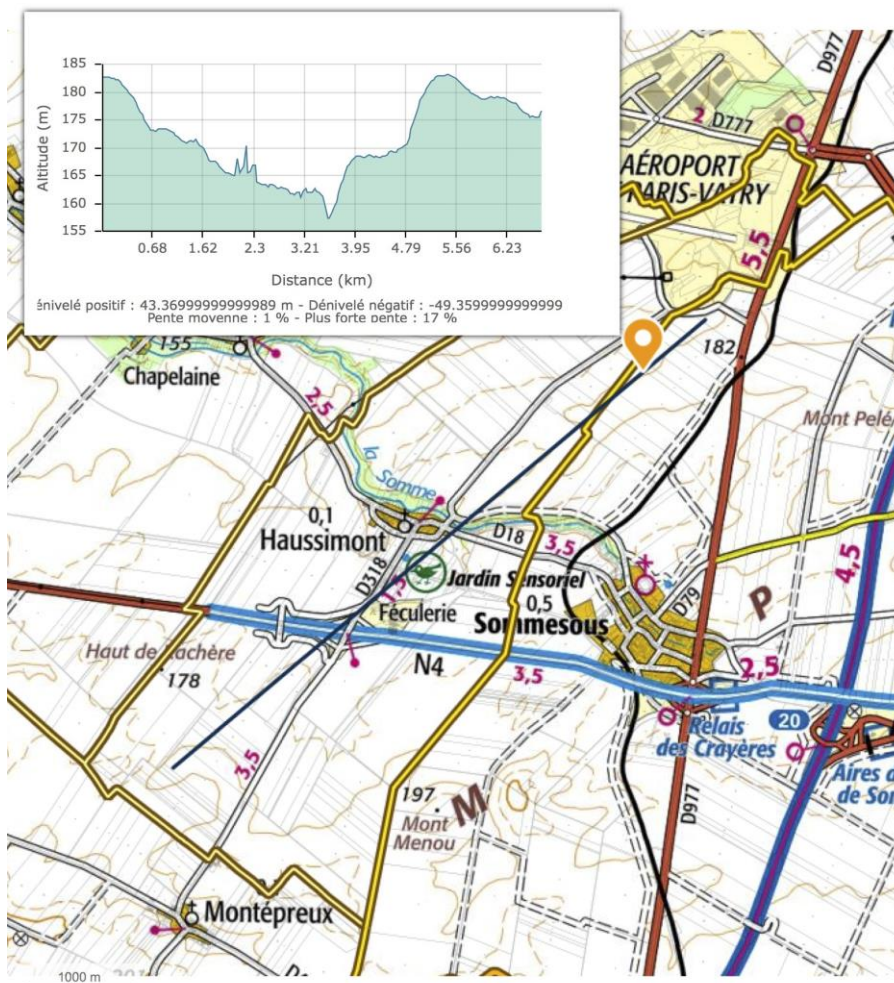 185
180
175
170
165
160
155
Altitude (m)
0.68 1.62 2.3 3.21 3.95 4.79 5.56 6.23
Distance (km)
énivelé positif : 43.36999999999989 m - Dénivelé négatif : -49.3599999999999
Pente moyenne : 1 % - Plus forte pente : 17 %
D977
2
D777
AÉROPORT
PARIS-VATRY
5,5
155
Chapelaine
182
2,5
Mont Pelé
la Somme
0,1
Haussimont
D18
3,5
4,5
D318
1,5
Jardin Sensoriel
Féculerie
0,5
Sommesous
D79
P
Haut de Lachère
178
N4
3,5
2,5
Relais
des Crayères
20
Aires d
de Som
3,5
197
Mont
Menou
M
D977
Montépreux
1000 m